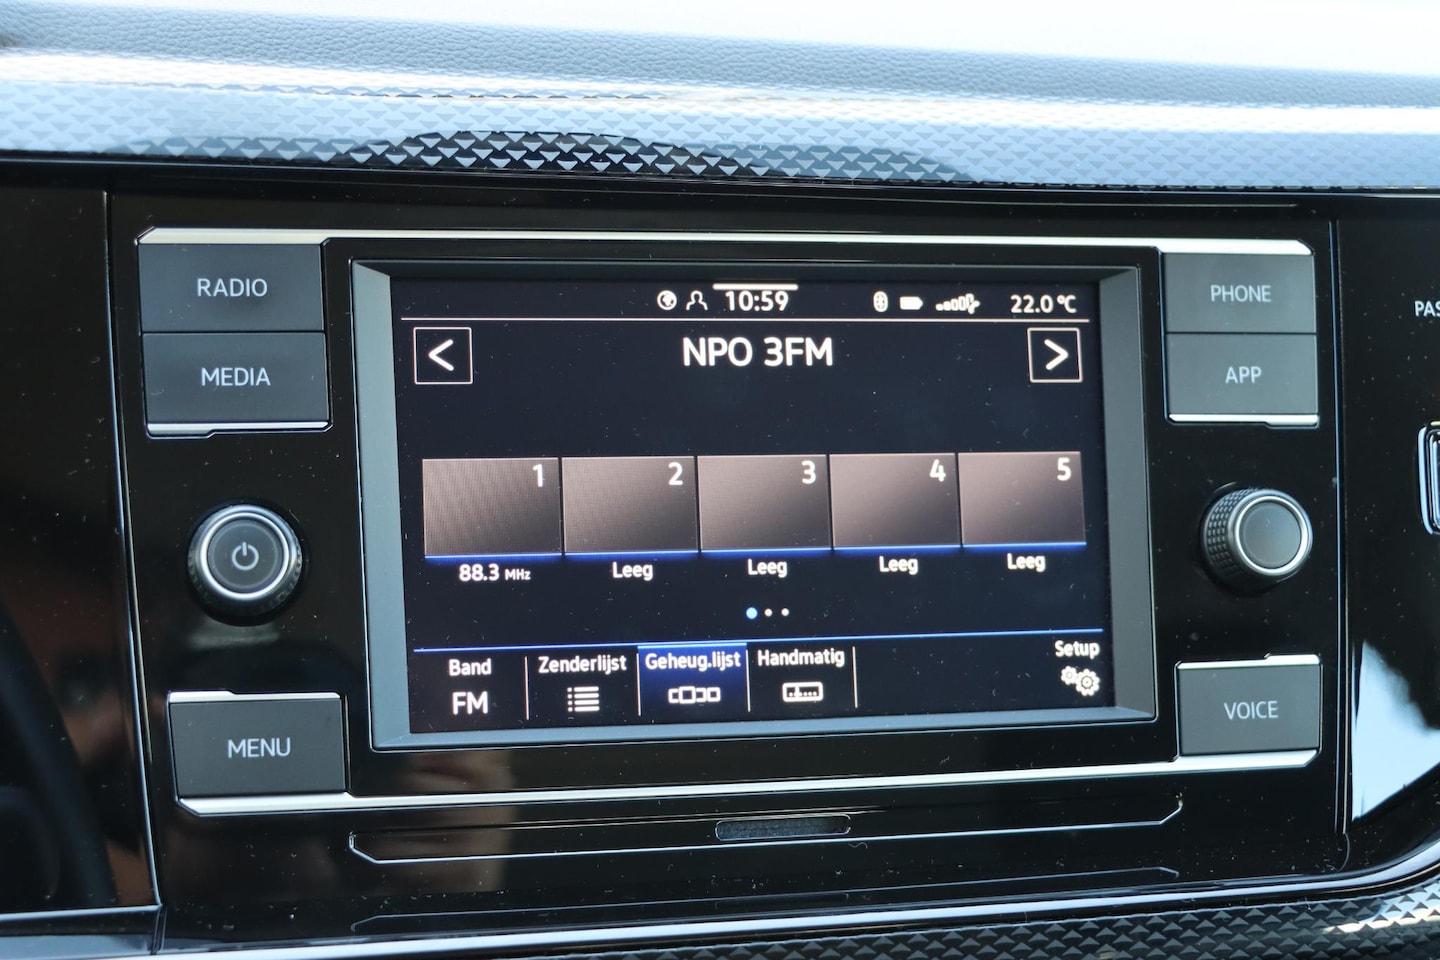 RADIO
MEDIA
MENU
10:59
22.0 °C
<
NPO 3FM
>
1
2
3
4
5
88.3 MHz
Leeg
Leeg
Leeg
Leeg
Band
FM
Zenderlijst
Geheug.lijst
Handmatig
Setup
PHONE
APP
VOICE
PAS